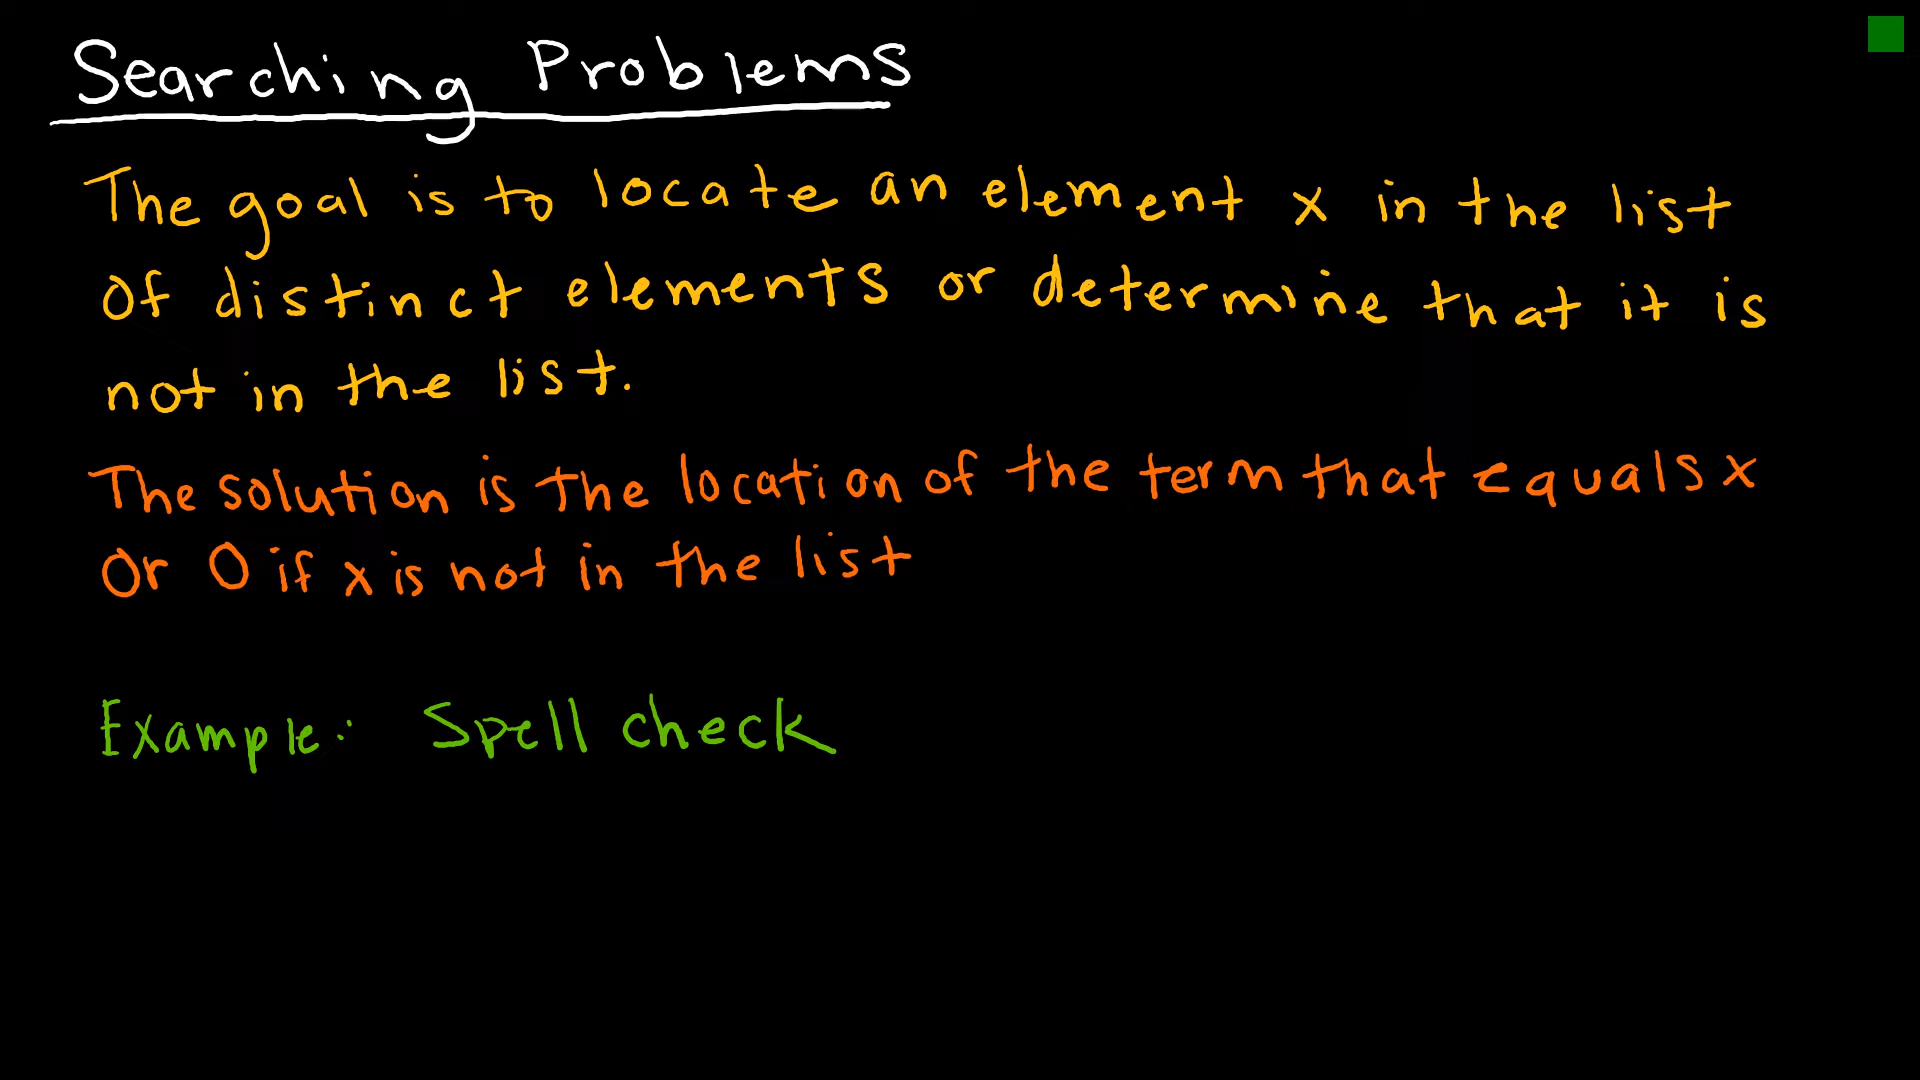 Searching Problems
The goal is to locate an element x in the list
of distinct elements or determine that it is
not in the list.
The solution is the location of the term that equals x
or 0 if x is not in the list
Example: Spell check